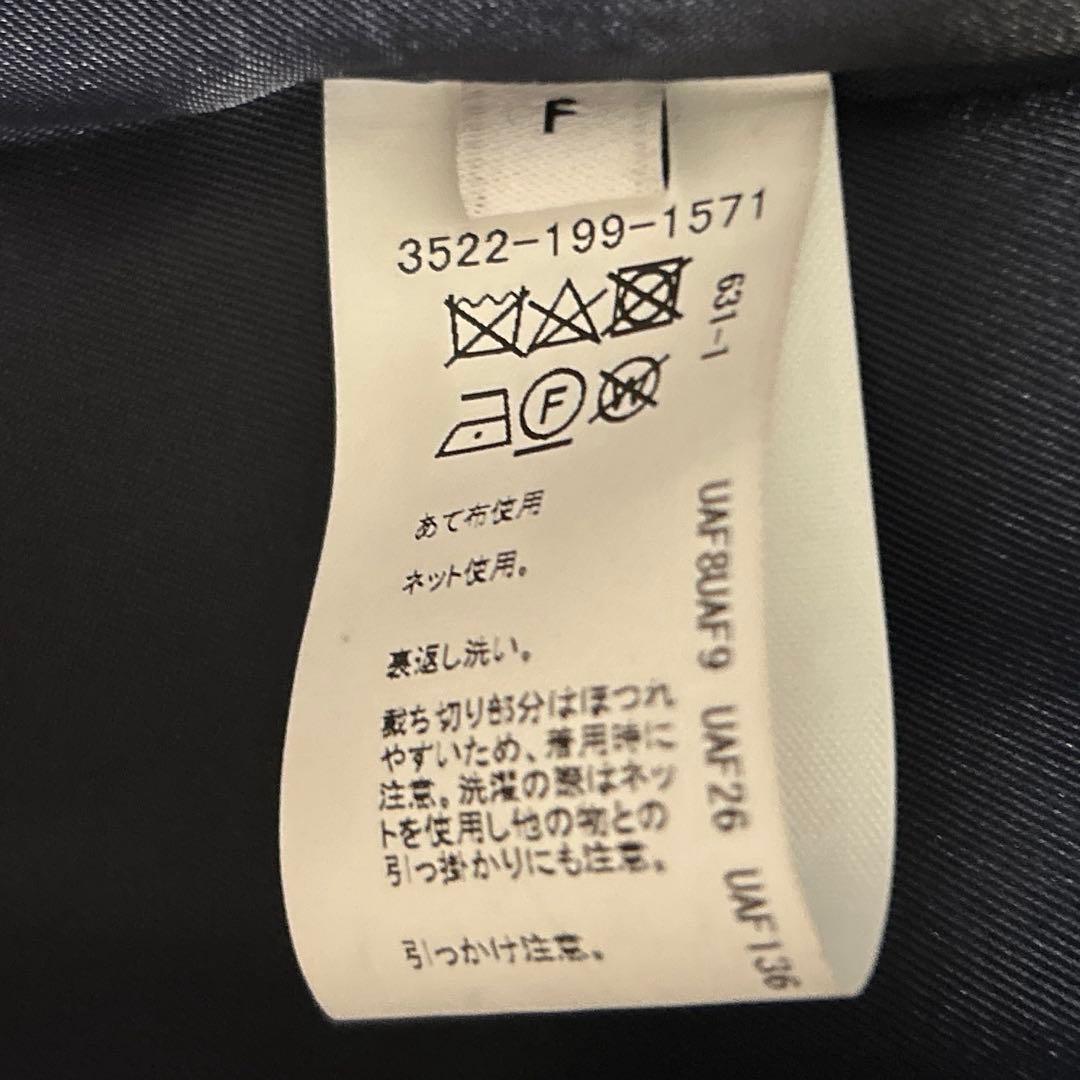 F
3522-199-1571
631-1
F
W
あて布使用
ネット使用。
裏返し洗い。
裁ち切り部分はほつれ
やすいため、着用時に
注意。洗濯の際はネッ
トを使用し他の物との
引っ掛かりにも注意。
引っかけ注意。
UAF8UAF9 UAF26 UAF136